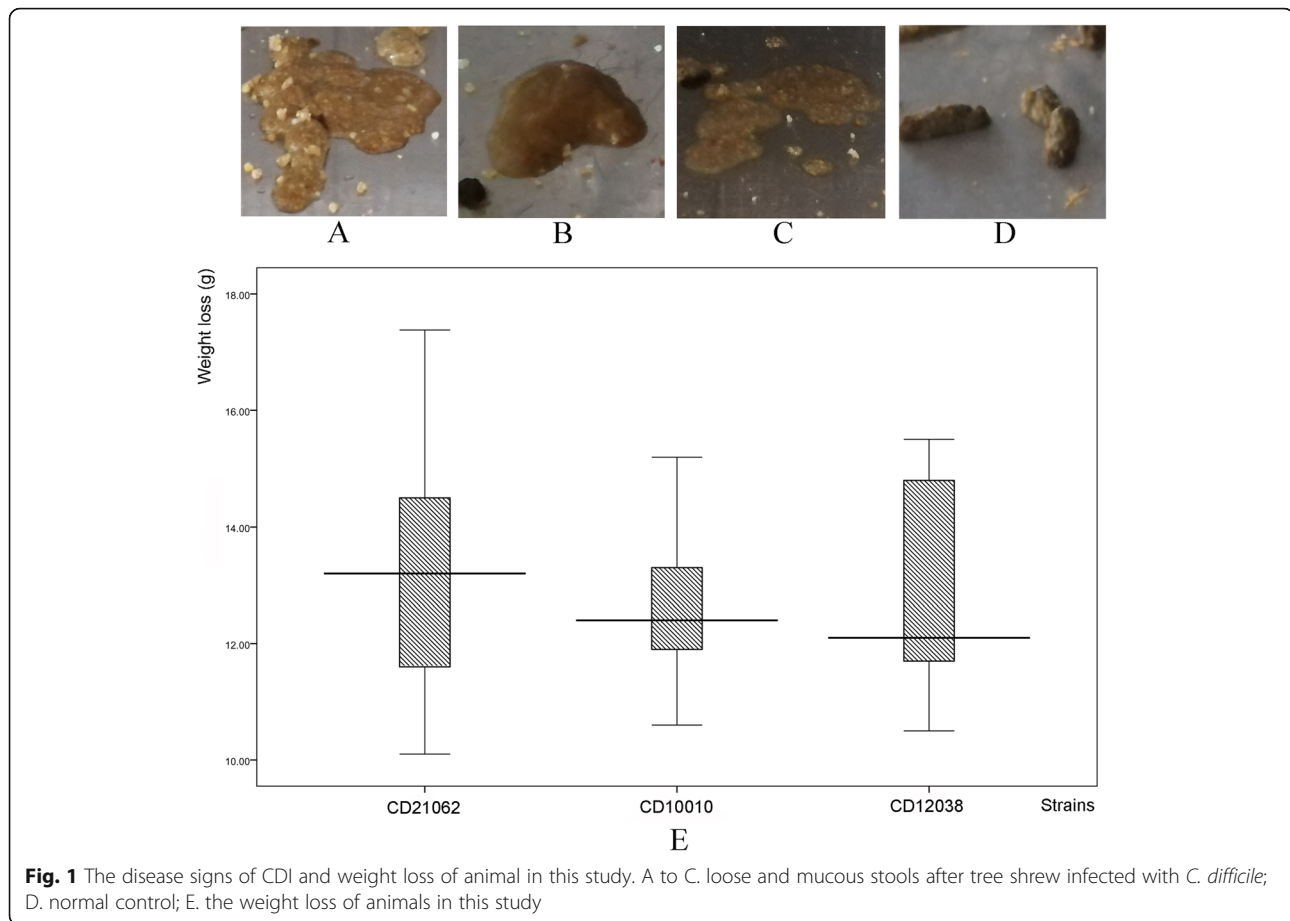 A B C D
Weight loss (g)
18.00
16.00
14.00
12.00
10.00
CD21062 CD10010 CD12038 Strains
E
Fig. 1 The disease signs of CDI and weight loss of animal in this study. A to C. loose and mucous stools after tree shrew infected with C. difficile;
D. normal control; E. the weight loss of animals in this study